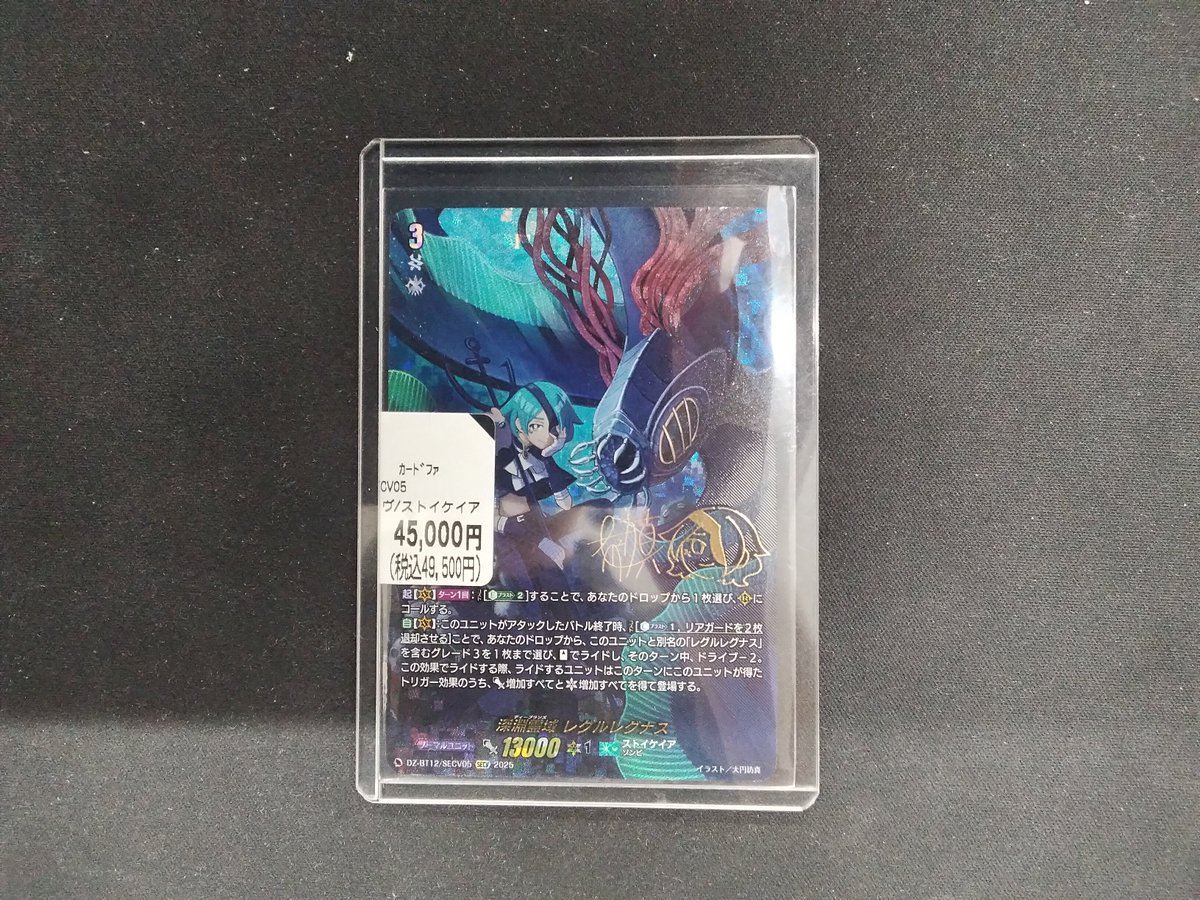 3
カードファ
CV05
ヴ/ストイケイア
45,000円
(税込49,500円)
起【】ターン1回:[ブラスト2]することで、あなたのドロップから1枚選び、に
コールする。
自【】:このユニットがアタックしたバトル終了時、[ブラスト1, リアガードを2枚
退却させる]ことで、あなたのドロップから、このユニットと別名の「レグルレグナス」
を含むグレード3を1枚まで選び、でライドし、そのターン中、ドライブ-2。
この効果でライドする際、ライドするユニットはこのターンにこのユニットが得た
トリガー効果のうち、増加すべてと増加すべてを得て登場する。
レグルレグナス
ノーマルユニット 13000 1 ストイケイア
ゾンビ
DZ-BT12/SECV05 SECV 2025 イラスト/大円坊貴